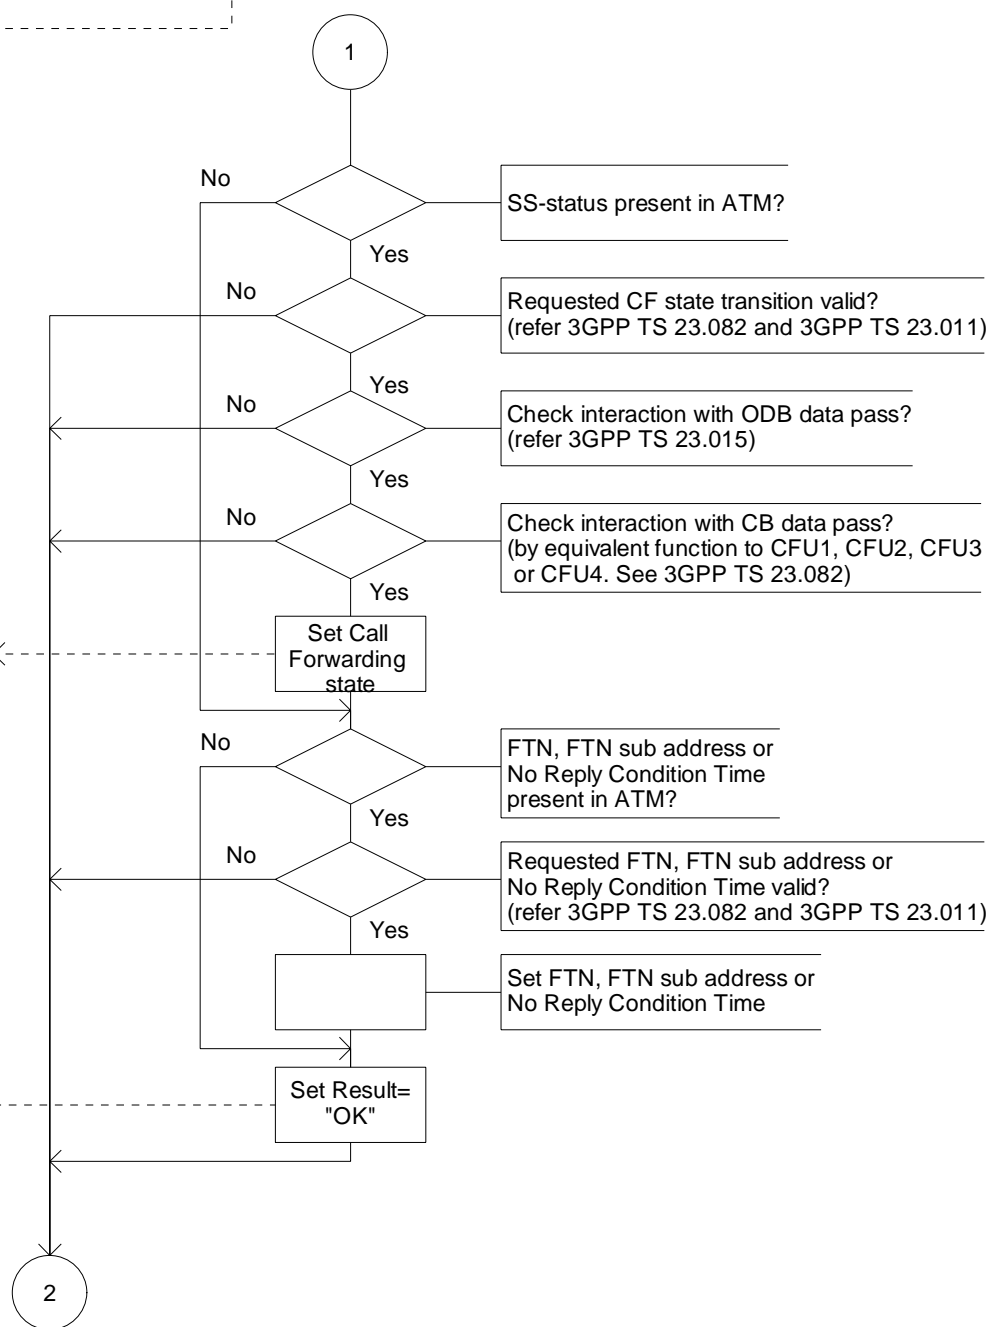 1
No
SS-status present in ATM?
Yes
No
Requested CF state transition valid?
(refer 3GPP TS 23.082 and 3GPP TS 23.011)
Yes
No
Check interaction with ODB data pass?
(refer 3GPP TS 23.015)
Yes
No
Check interaction with CB data pass?
(by equivalent function to CFU1, CFU2, CFU3
or CFU4. See 3GPP TS 23.082)
Yes
Set Call
Forwarding
state
No
FTN, FTN sub address or
No Reply Condition Time
present in ATM?
Yes
No
Requested FTN, FTN sub address or
No Reply Condition Time valid?
(refer 3GPP TS 23.082 and 3GPP TS 23.011)
Yes
Set FTN, FTN sub address or
No Reply Condition Time
Set Result=
"OK"
2